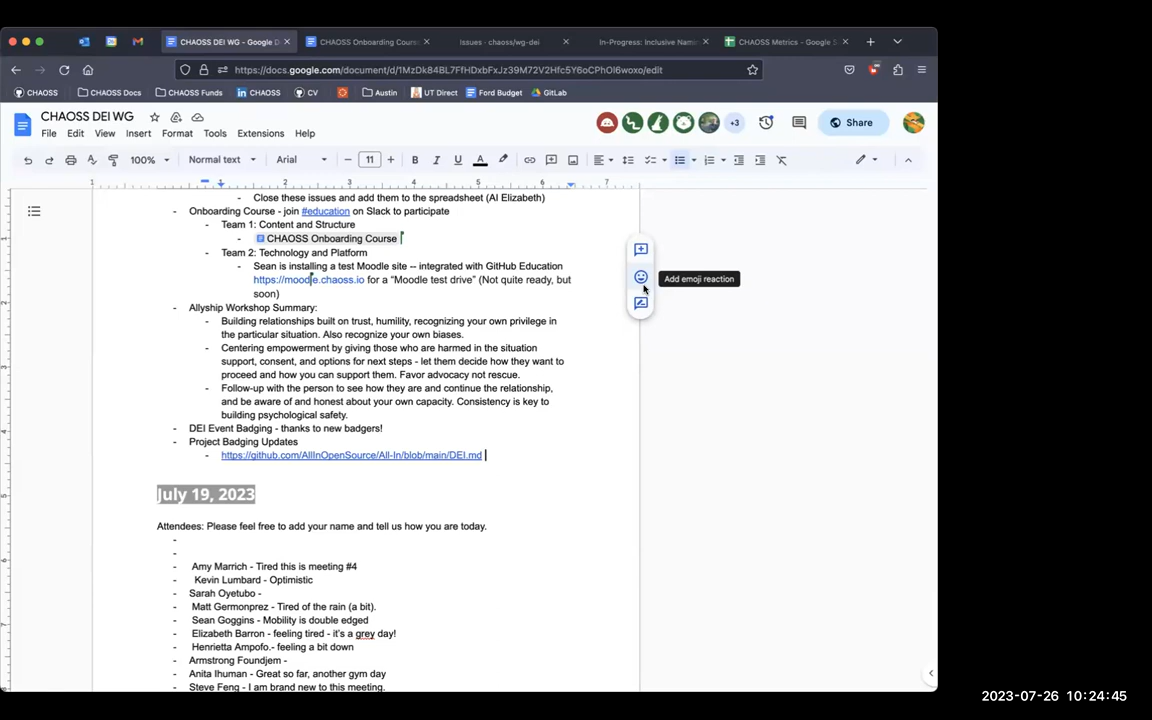 CHAOSS DEI WG - Google D
CHAOSS Onboarding Course
Issues · chaoss/wg-dei
In-Progress: Inclusive Namin
CHAOSS Metrics - Google S
https://docs.google.com/document/d/1MzDk84BL7FfHDxbFxJz39M72V2Hfc5Y6oCPhOI6woxo/edit
CHAOSS
CHAOSS Docs
CHAOSS Funds
CHAOSS
CV
Austin
UT Direct
Ford Budget
GitLab
CHAOSS DEI WG
File Edit View Insert Format Tools Extensions Help
+3
Share
100% Normal text Arial 11
1 1 2 3 4 5 6 7
Close these issues and add them to the spreadsheet (AI Elizabeth)
- Onboarding Course - join #education on Slack to participate
- Team 1: Content and Structure
- CHAOSS Onboarding Course
- Team 2: Technology and Platform
- Sean is installing a test Moodle site -- integrated with GitHub Education
https://moodle.chaoss.io for a “Moodle test drive” (Not quite ready, but
soon)
- Allyship Workshop Summary:
- Building relationships built on trust, humility, recognizing your own privilege in
the particular situation. Also recognize your own biases.
- Centering empowerment by giving those who are harmed in the situation
support, consent, and options for next steps - let them decide how they want to
proceed and how you can support them. Favor advocacy not rescue.
- Follow-up with the person to see how they are and continue the relationship,
and be aware of and honest about your own capacity. Consistency is key to
building psychological safety.
- DEI Event Badging - thanks to new badgers!
- Project Badging Updates
- https://github.com/AllInOpenSource/All-In/blob/main/DEI.md
July 19, 2023
Attendees: Please feel free to add your name and tell us how you are today.
-
-
- Amy Marrich - Tired this is meeting #4
- Kevin Lumbard - Optimistic
- Sarah Oyetubo -
- Matt Germonprez - Tired of the rain (a bit).
- Sean Goggins - Mobility is double edged
- Elizabeth Barron - feeling tired - it’s a grey day!
- Henrietta Ampofo.- feeling a bit down
- Armstrong Foundjem -
- Anita Ihuman - Great so far, another gym day
- Steve Feng - I am brand new to this meeting.
Add emoji reaction
2023-07-26 10:24:45